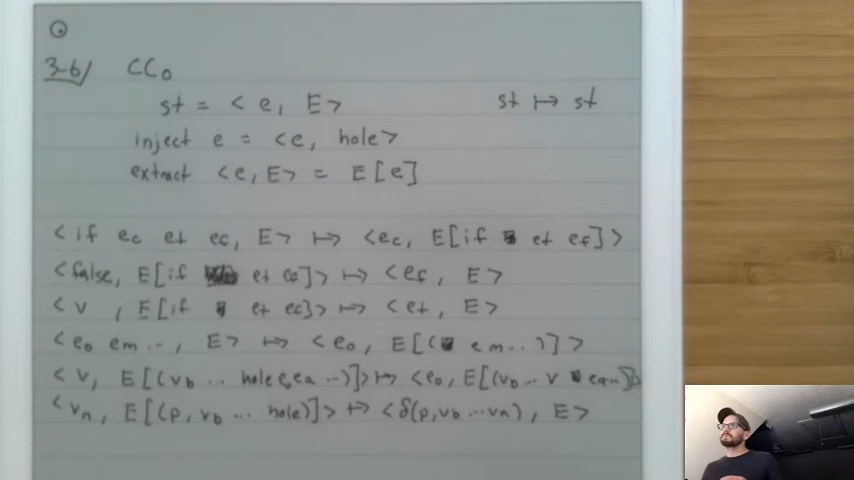 3-6/ CC₀
st = < e, E > st ↦ st
inject e = <e, hole>
extract <e, E> = E[e]
< if ec et ef, E> ↦ <ec, E[if ■ et ef]>
<false, E[if ■ et ef]> ↦ <ef, E>
< v , E[if ■ et ef]> ↦ <et, E>
<e₀ em..., E> ↦ <e₀, E[(■ em...)]>
<v, E[(v₀ ... hole e₀ ea ...)]> ↦ <e₀, E[(v₀... v ■ ea...)]>
<vn, E[(p, v₀ ... hole)]> ↦ <δ(p, v₀ ...vn), E>